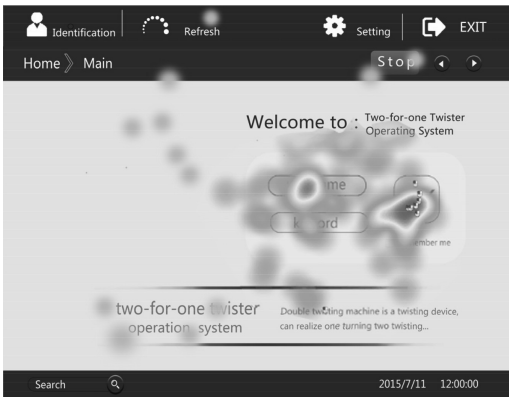 Identification Refresh Setting EXIT
Home Main Stop
Welcome to : Two-for-one Twister
Operating System
me
ord
ember me
two-for-one twister
operation system
Double twisting machine is a twisting device,
can realize one turning two twisting...
Search 2015/7/11 12:00:00